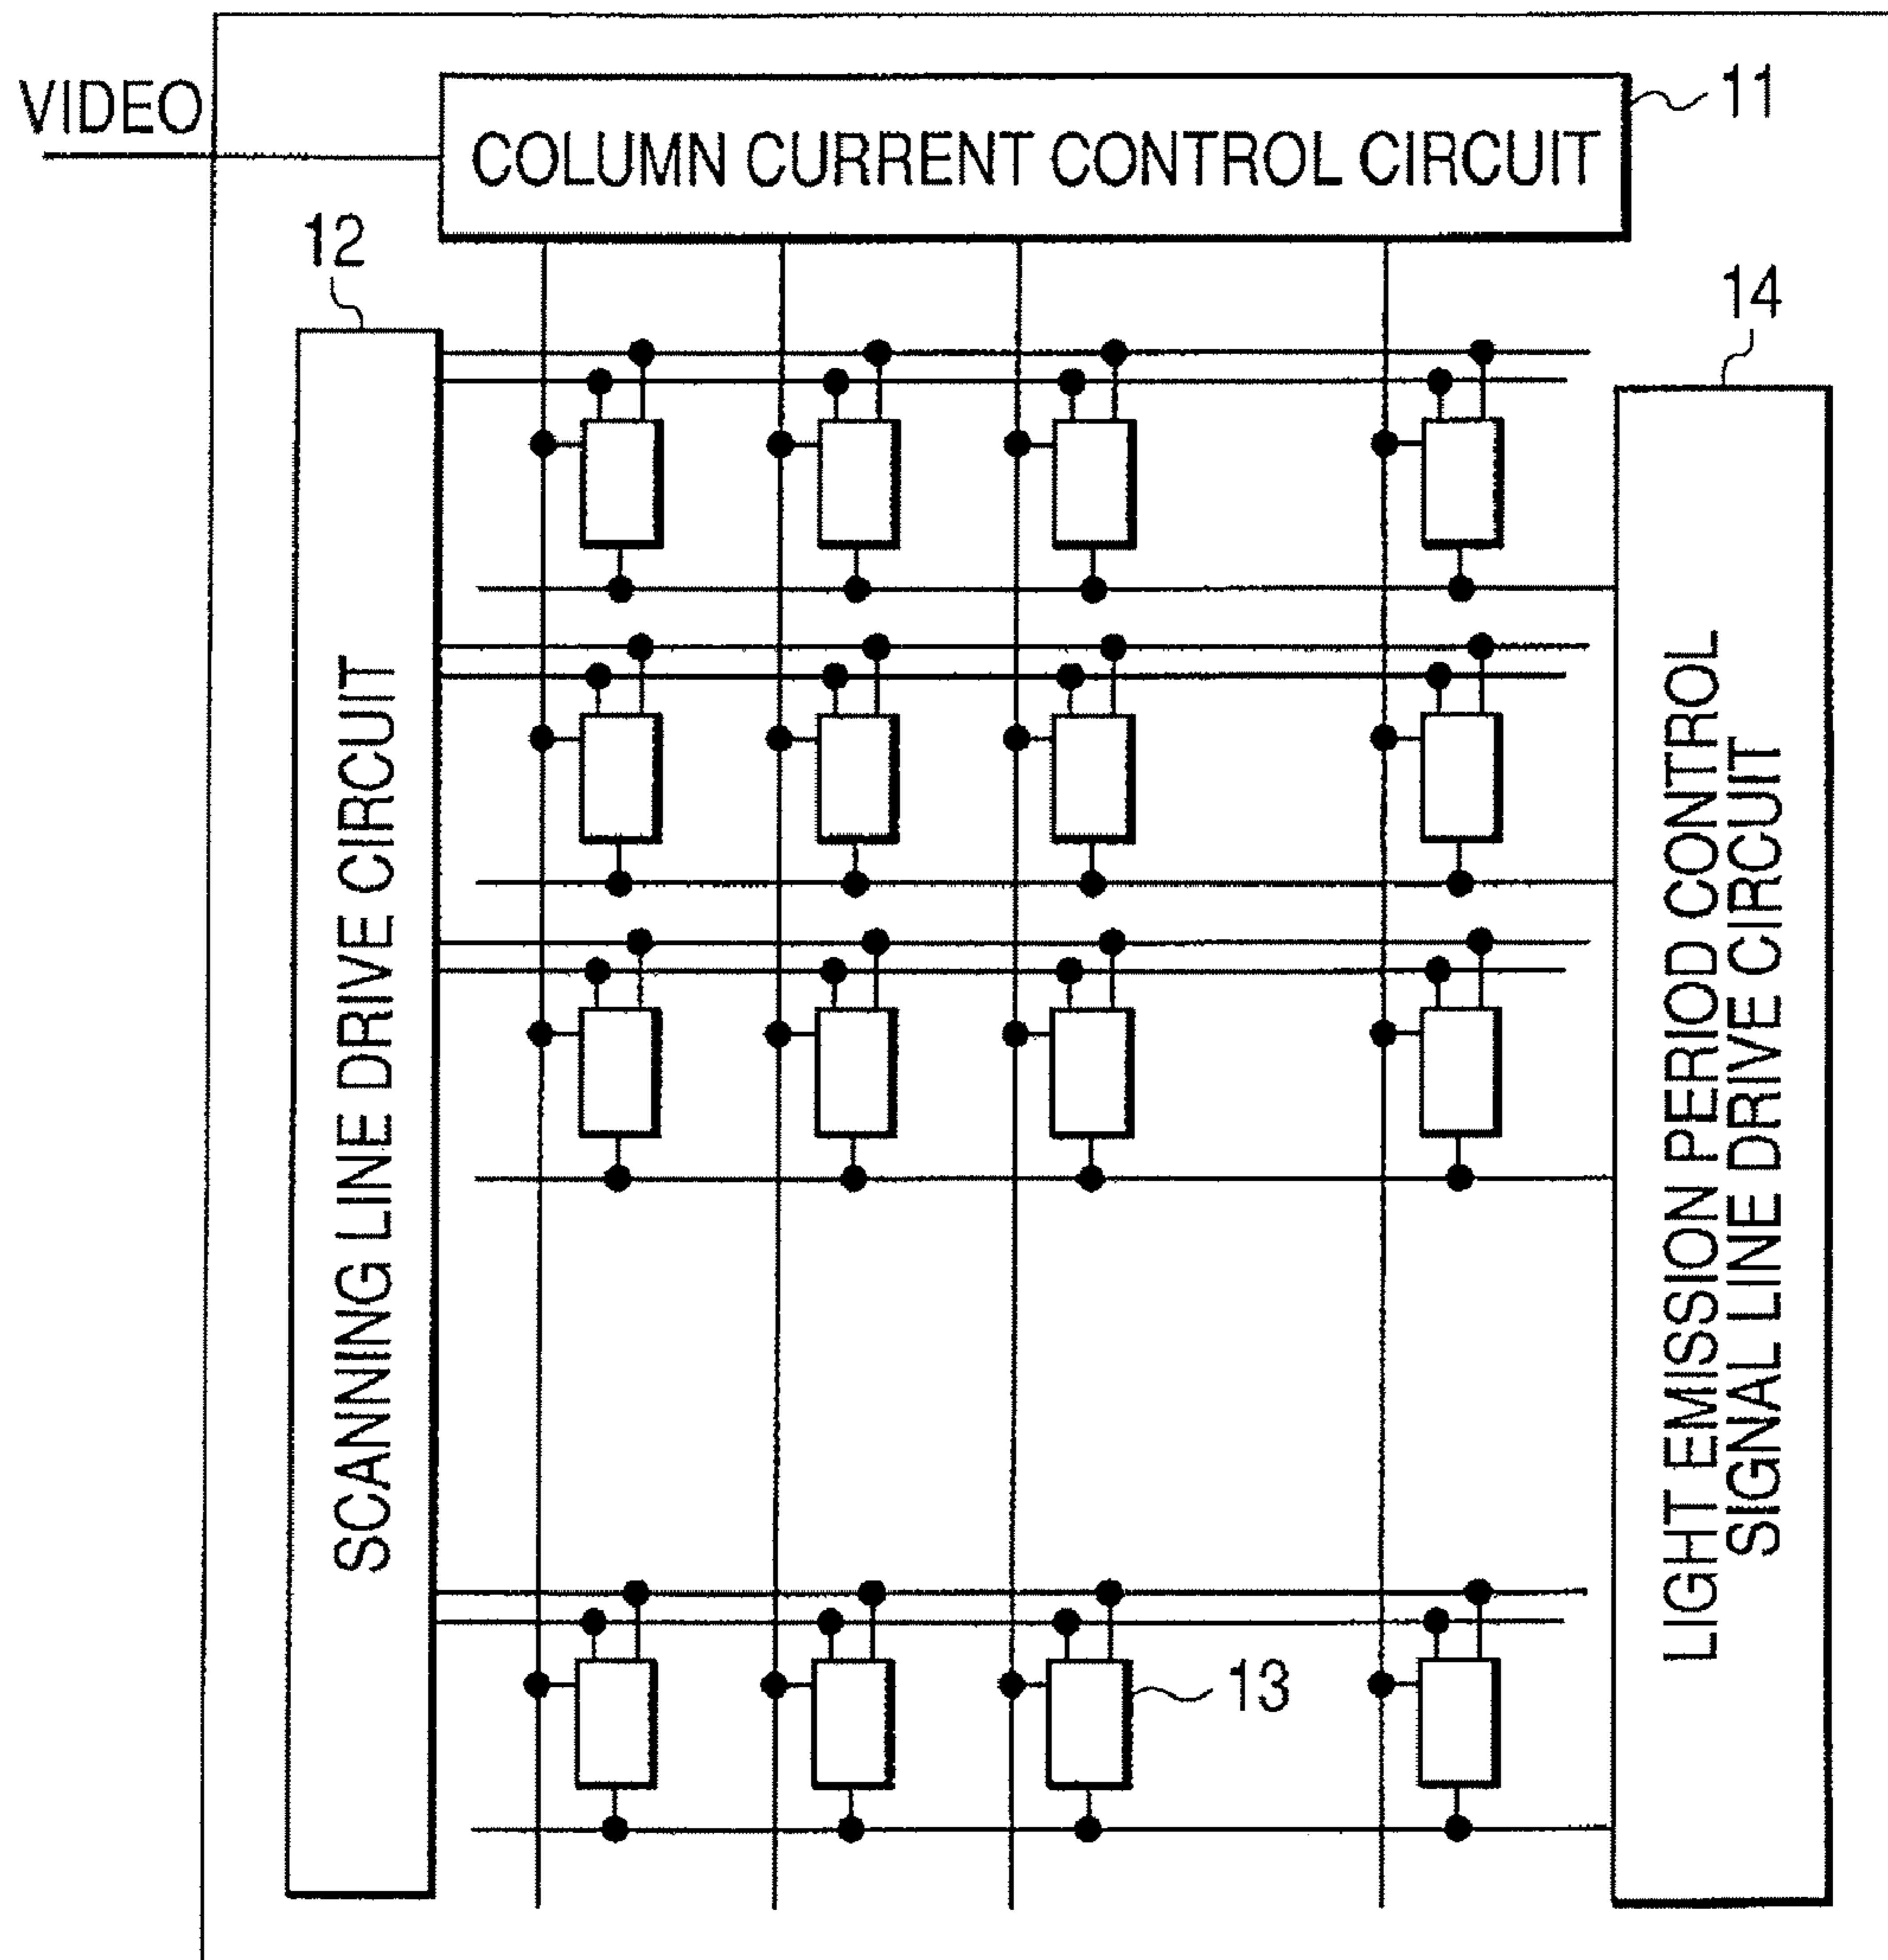 VIDEO
11
COLUMN CURRENT CONTROL CIRCUIT
12
14
SCANNING LINE DRIVE CIRCUIT
LIGHT EMISSION PERIOD CONTROL
SIGNAL LINE DRIVE CIRCUIT
13